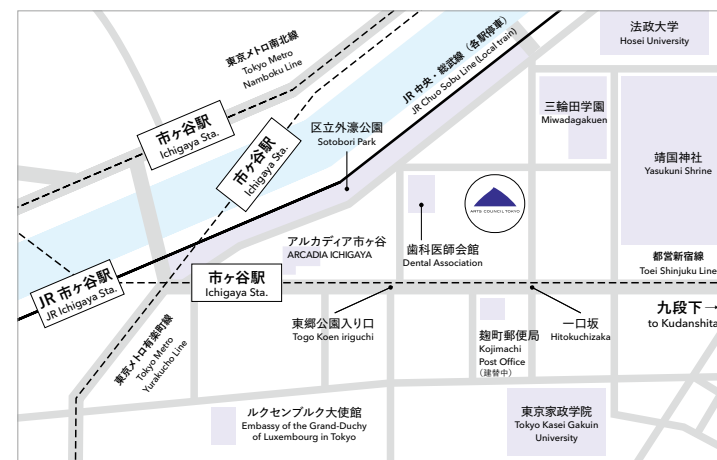 法政大学
Hosei University
東京メトロ南北線
Tokyo Metro
Namboku Line
JR 中央・総武線（各駅停車）
JR Chuo Sobu Line (Local train)
三輪田学園
Miwadagakuen
市ヶ谷駅
Ichigaya Sta.
区立外濠公園
Sotobori Park
市ヶ谷駅
Ichigaya Sta.
靖国神社
Yasukuni Shrine
ARTS COUNCIL TOKYO
アルカディア市ヶ谷
ARCADIA ICHIGAYA
歯科医師会館
Dental Association
都営新宿線
Toei Shinjuku Line
JR 市ヶ谷駅
JR Ichigaya Sta.
市ヶ谷駅
Ichigaya Sta.
九段下→
to Kudanshita
東京メトロ有楽町線
Tokyo Metro
Yurakucho Line
東郷公園入り口
Togo Koen iriguchi
麹町郵便局
Kojimachi
Post Office
（建替中）
一口坂
Hitokuchizaka
ルクセンブルク大使館
Embassy of the Grand-Duchy
of Luxembourg in Tokyo
東京家政学院
Tokyo Kasei Gakuin
University